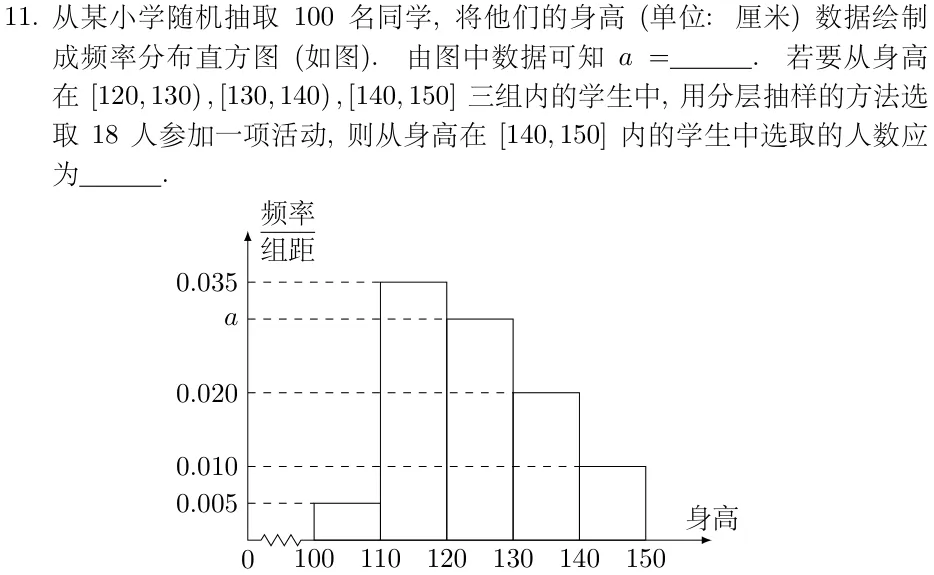 11. 从某小学随机抽取 100 名同学, 将他们的身高 (单位: 厘米) 数据绘制
成频率分布直方图 (如图). 由图中数据可知 a =______. 若要从身高
在 [120,130),[130,140),[140,150] 三组内的学生中, 用分层抽样的方法选
取 18 人参加一项活动, 则从身高在 [140,150] 内的学生中选取的人数应
为______.
频率
组距
0.035
a
0.020
0.010
0.005
身高
0 100 110 120 130 140 150